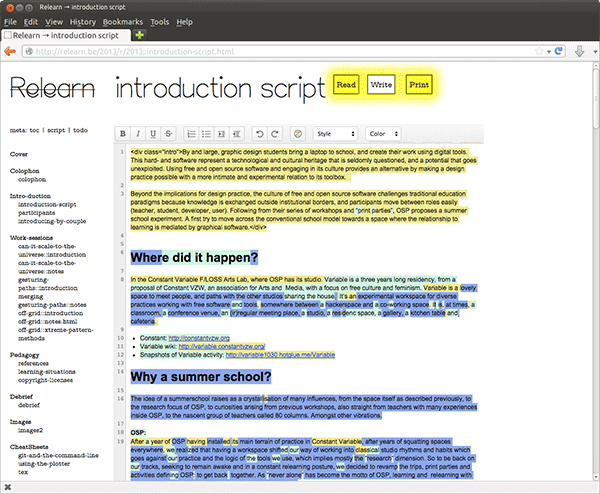 Relearn → introduction script
File Edit View History Bookmarks Tools Help
Relearn → introduction script
http://relearn.be/2013/r/2013::introduction-script.html
Relearn introduction script Read Write Print
meta: toc | script | todo
B I U S Style Color
Cover
Colophon
colophon
Intro-duction
introduction-script
participants
introducing-by-couple
Work-sessions
can-it-scale-to-the-
universe::introduction
can-it-scale-to-the-
universe::notes
gesturing-
paths::introduction
merging
gesturing-paths::notes
off-grid::introduction
off-grid::notes.html
off-grid::xtreme-pattern-
methods
Pedagogy
references
learning-situations
copyright-licenses
Debrief
debrief
Images
images2
CheatSheets
git-and-the-command-line
using-the-plotter
tex
1 <div class="intro">By and large, graphic design students bring a laptop to school, and create their work using digital tools.
This hard- and software represent a technological and cultural heritage that is seldomly questioned, and a potential that goes
unexploited. Using free and open source software and engaging in its culture provides an alternative by making a design
practice possible with a more intimate and experimental relation to its toolbox.
2
3 Beyond the implications for design practice, the culture of free and open source software challenges traditional education
paradigms because knowledge is exchanged outside institutional borders, and participants move between roles easily
(teacher, student, developer, user). Following from their series of workshops and "print parties", OSP proposes a summer
school experiment. A first try to move across the conventional school model towards a space where the relationship to
learning is mediated by graphical software.</div>
4
5
6 Where did it happen?
7
8 In the Constant Variable F/LOSS Arts Lab, where OSP has its studio. Variable is a three years long residency, from a
proposal of Constant VZW, an association for Arts and Media, with a focus on free culture and feminism. Variable is a lovely
space to meet people, and paths with the other studios sharing the house. It's an experimental workspace for diverse
practices working with free software and tools, somewhere between a hackerspace and a co-working space. It is, at times, a
classroom, a conference venue, an (ir)regular meeting place, a studio, a residens space, a gallery, a kitchen table and
cafeteria.
9
10 • Constant: http://constantvzw.org
11 • Variable wiki: http://variable.constantvzw.org/
12 • Snapshots of Variable activity: http://variable1030.hotglue.me/Variable
13
14 Why a summer school?
15
16 The idea of a summerschool raises as a crystalisation of many influences, from the space itself as described previously, to
the research focus of OSP, to curiosities arising from previous workshops, also straight from teachers with many experiences
inside OSP, to the nascent group of teachers called 80 columns. Amongst other vibrations.
17
18 OSP:
19 After a year of OSP having installed its main terrain of practice in Constant Variable, after years of squatting spaces
everywhere, we realized that having a workspace shifted our way of working into classical studio rhythms and habits which
goes against our practice and the logic of the tools we use, which implies mostly the "research" dimension. So to be back on
our tracks, seeking to remain awake and in a constant relearning posture, we decided to revamp the trips, print parties and
activities defining OSP: to get back together. As "never alone" has become the motto of OSP, learning and relearning with